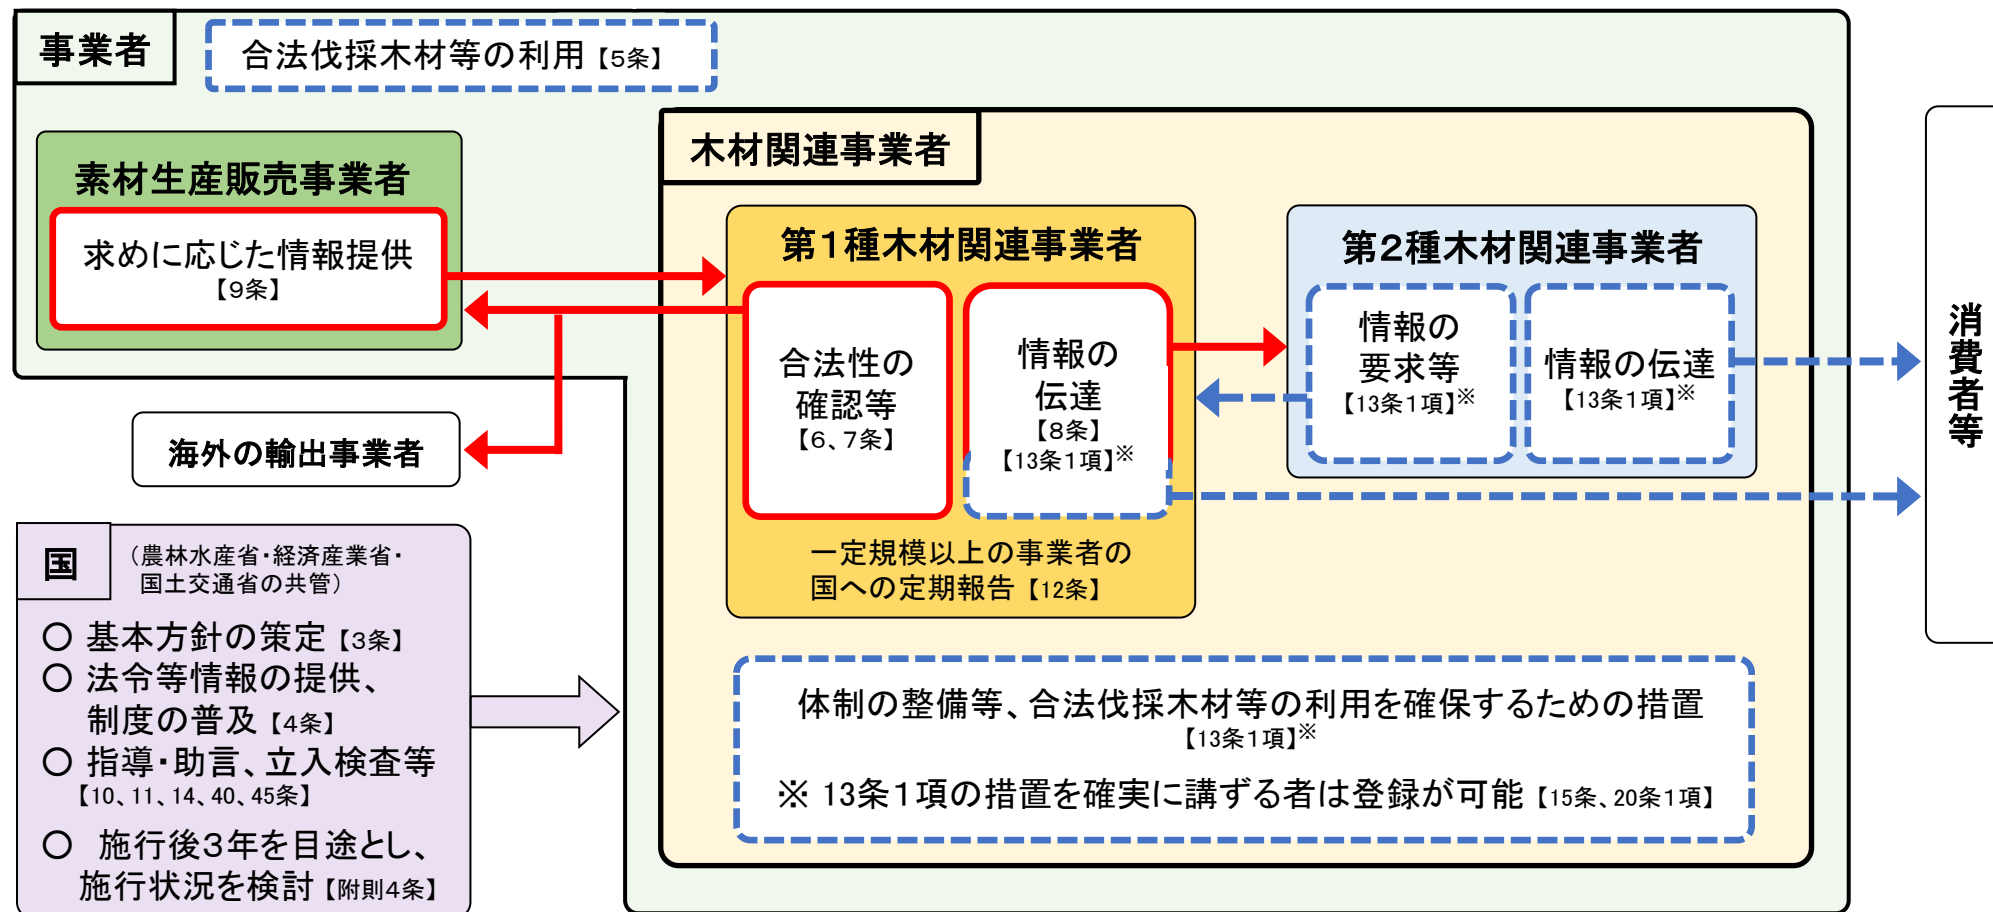 事業者
合法伐採木材等の利用【5条】
素材生産販売事業者
求めに応じた情報提供
【9条】
海外の輸出事業者
木材関連事業者
第1種木材関連事業者
合法性の
確認等
【6、7条】
情報の
伝達
【8条】
【13条1項】※
一定規模以上の事業者の
国への定期報告【12条】
第2種木材関連事業者
情報の
要求等
【13条1項】※
情報の伝達
【13条1項】※
体制の整備等、合法伐採木材等の利用を確保するための措置
【13条1項】※
※ 13条1項の措置を確実に講ずる者は登録が可能【15条、20条1項】
消費者等
国
（農林水産省・経済産業省・
国土交通省の共管）
○ 基本方針の策定【3条】
○ 法令等情報の提供、
制度の普及【4条】
○ 指導・助言、立入検査等
【10、11、14、40、45条】
○ 施行後3年を目途とし、
施行状況を検討【附則4条】